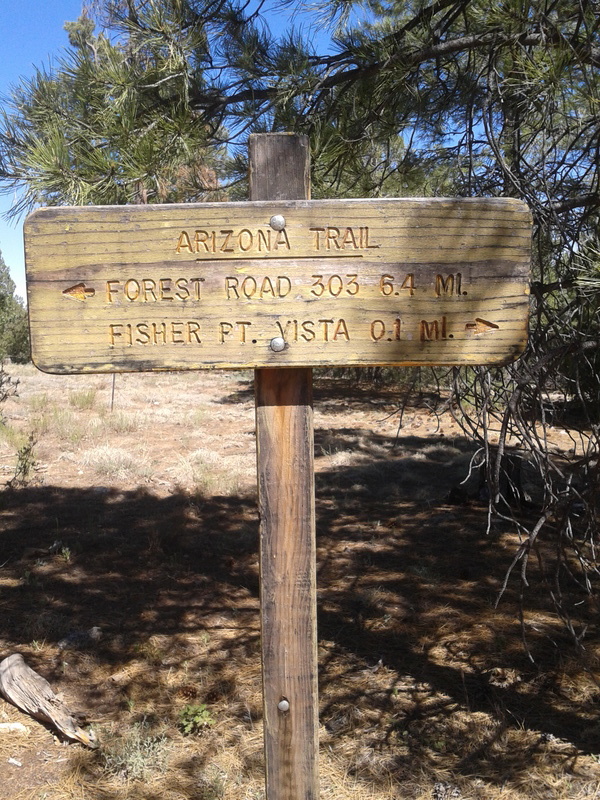 ARIZONA TRAIL
FOREST ROAD 303 6.4 MI.
FISHER PT. VISTA 0.1 MI.